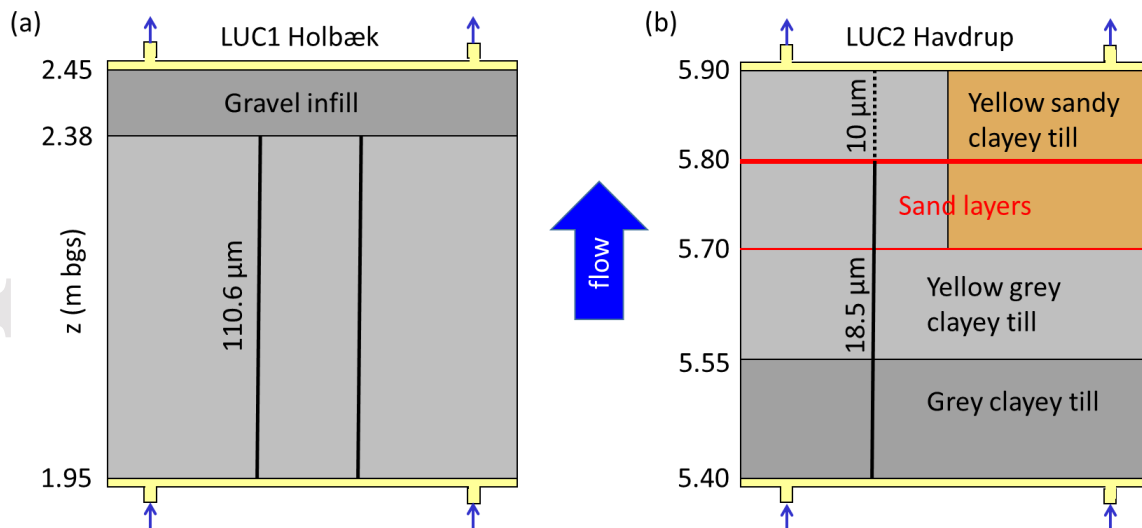 (a)
LUC1 Holbæk
2.45
Gravel infill
2.38
110.6 µm
z (m bgs)
1.95
flow
(b)
LUC2 Havdrup
5.90
10 µm
Yellow sandy
clayey till
5.80
Sand layers
5.70
18.5 µm
Yellow grey
clayey till
5.55
Grey clayey till
5.40